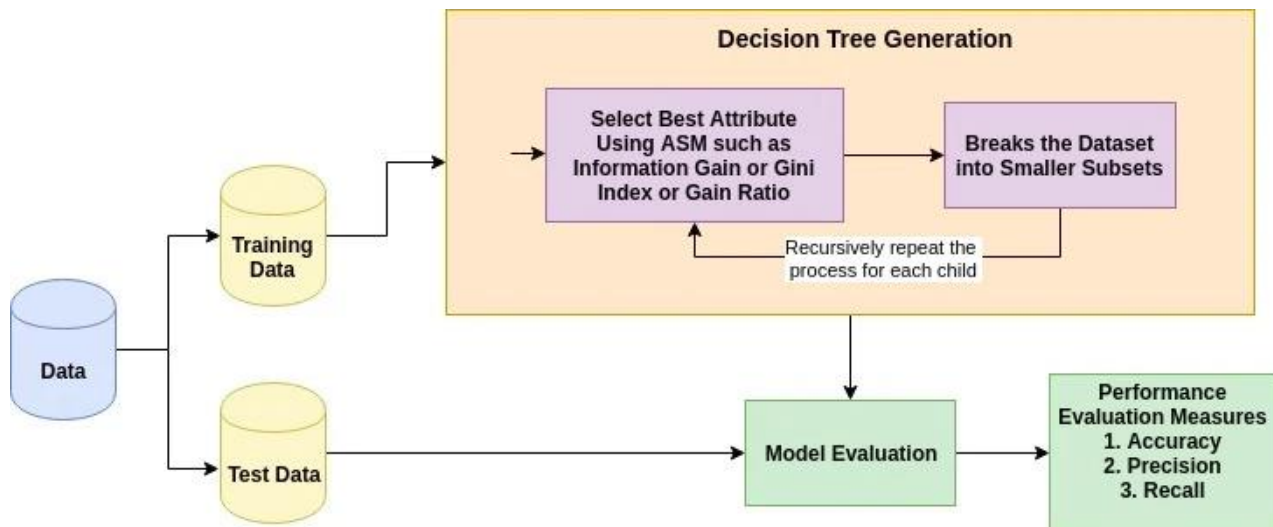 Decision Tree Generation
Select Best Attribute
Using ASM such as
Information Gain or Gini
Index or Gain Ratio
Breaks the Dataset
into Smaller Subsets
Recursively repeat the
process for each child
Training
Data
Data
Test Data
Model Evaluation
Performance
Evaluation Measures
1. Accuracy
2. Precision
3. Recall